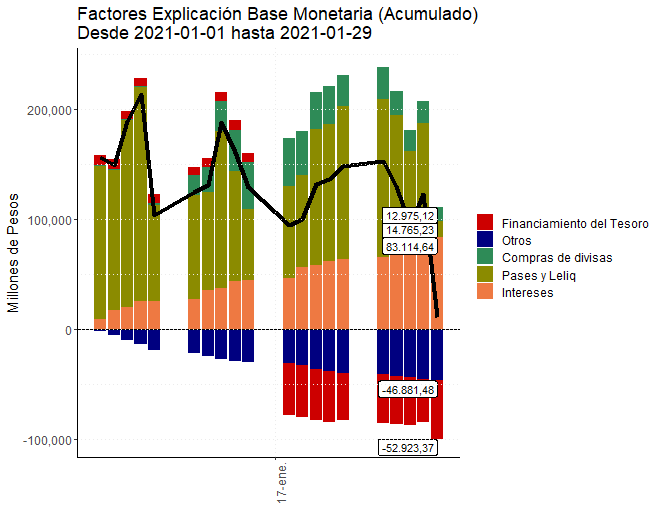 Factores Explicación Base Monetaria (Acumulado)
Desde 2021-01-01 hasta 2021-01-29
Millones de Pesos
200,000
100,000
0
-100,000
12.975,12
14.765,23
83.114,64
-46.881,48
-52.923,37
17-ene.
Financiamiento del Tesoro
Otros
Compras de divisas
Pases y Leliq
Intereses